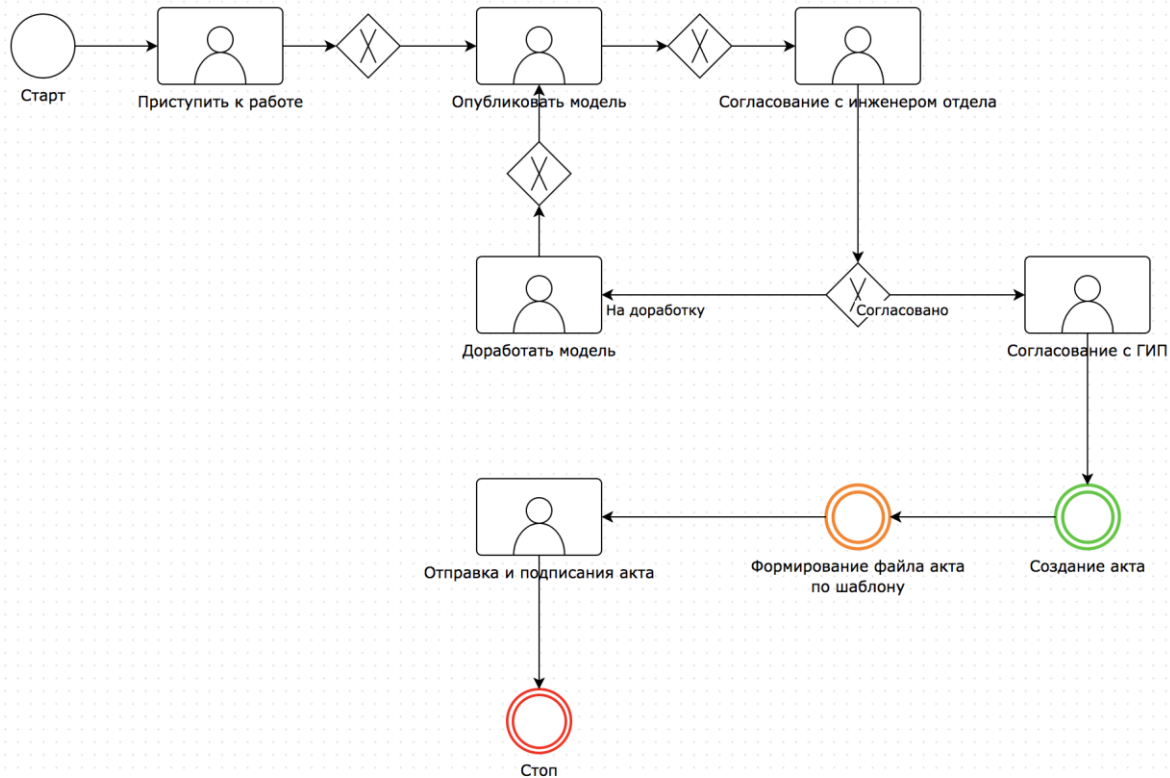 Старт
Приступить к работе
Опубликовать модель
Согласование с инженером отдела
Доработать модель
На доработку
Согласовано
Согласование с ГИП
Отправка и подписания акта
Формирование файла акта
по шаблону
Создание акта
Стоп